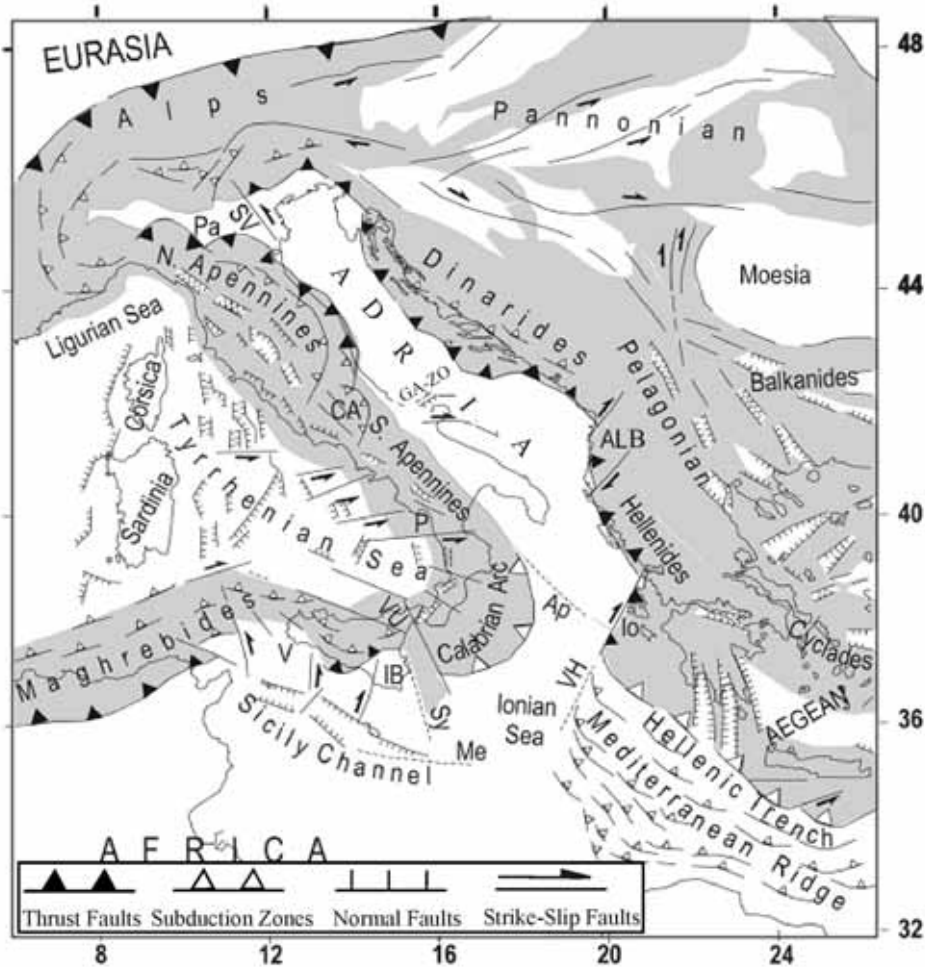 EURASIA
48
Alps
Pannonian
Pa
SV
N. Apennines
ADRIA
Dinarides
Moesia
44
Ligurian Sea
Corsica
GA-ZO
Pelagonian
Balkanides
CA
S. Apennines
ALB
Tyrrhenian Sea
Sardinia
P
Hellenides
40
Calabrian Arc
Ap
Io
Cyclades
VU
Maghrebides
V
IB
Sy
VH
Ionian
Sea
AEGEAN
36
Sicily Channel
Me
Hellenic Trench
Mediterranean Ridge
AFRICA
Thrust Faults
Subduction Zones
Normal Faults
Strike-Slip Faults
32
8
12
16
20
24